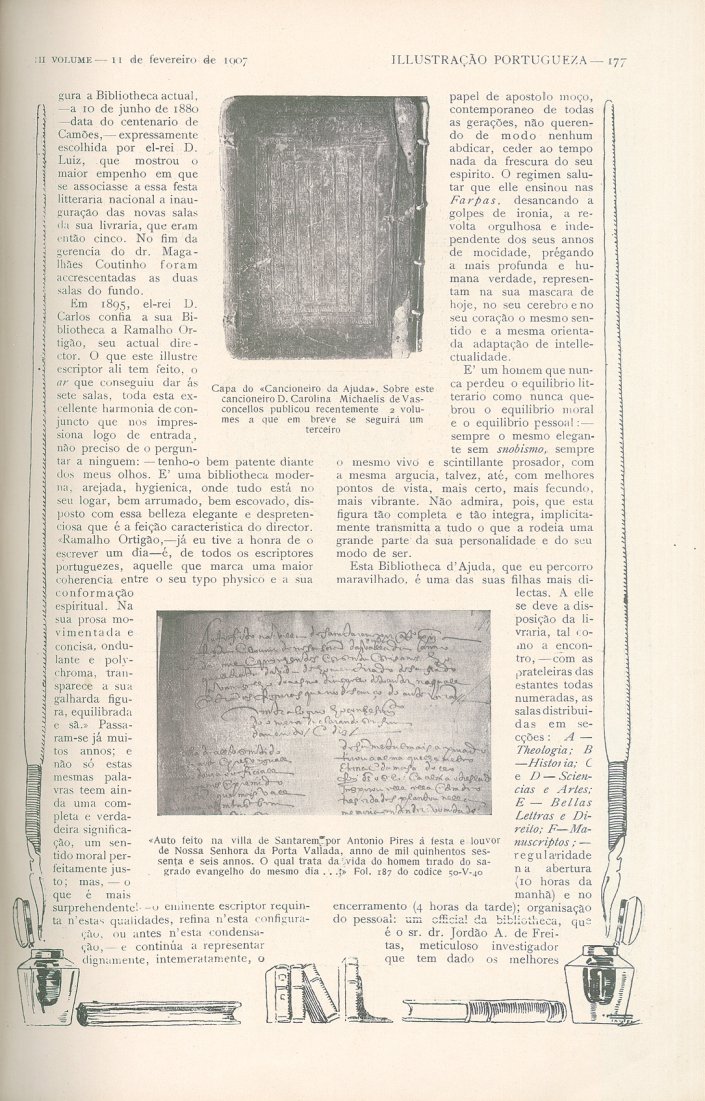 III VOLUME — 11 de fevereiro de 1907
ILLUSTRAÇÃO PORTUGUEZA — 177
gura a Bibliotheca actual,
—a 10 de junho de 1880
—data do centenario de
Camões,—expressamente
escolhida por el-rei D.
Luiz, que mostrou o
maior empenho em que
se associasse a essa festa
litteraria nacional a inau-
guração das novas salas
da sua livraria, que eram
então cinco. No fim da
gerencia do dr. Maga-
lhães Coutinho foram
accrescentadas as duas
salas do fundo.
Em 1895, el-rei D.
Carlos confia a sua Bi-
bliotheca a Ramalho Or-
tigão, seu actual dire-
ctor. O que este illustre
escriptor ali tem feito, o
ar que conseguiu dar ás
sete salas, toda esta ex-
cellente harmonia de con-
juncto que nos impres-
siona logo de entrada,
não preciso de o pergun-
tar a ninguem: —tenho-o bem patente diante
dos meus olhos. E' uma bibliotheca moder-
na, arejada, hygienica, onde tudo está no
seu logar, bem arrumado, bem escovado, dis-
posto com essa belleza elegante e despreten-
ciosa que é a feição caracteristica do director.
«Ramalho Ortigão,—já eu tive a honra de o
escrever um dia—é, de todos os escriptores
portuguezes, aquelle que marca uma maior
coherencia entre o seu typo physico e a sua
conformação
espiritual. Na
sua prosa mo-
vimentada e
concisa, ondu-
lante e poly-
chroma, tran-
sparece a sua
galharda figu-
ra, equilibrada
e sã.» Passa-
ram-se já mui-
tos annos; e
não só estas
mesmas pala-
vras teem ain-
da uma com-
pleta e verda-
deira significa-
ção, um sen-
tido moral per-
feitamente jus-
to; mas,—o
que é mais
surprehendente!—o eminente escriptor requin-
ta n'estas qualidades, refina n'esta configura-
ção, ou antes n'esta condensa-
ção,—e continúa a representar
dignamente, intemeratamente, o
Capa do «Cancioneiro da Ajuda». Sobre este
cancioneiro D. Carolina Michaelis de Vas-
concellos publicou recentemente 2 volu-
mes a que em breve se seguirá um
terceiro
papel de apostolo moço,
contemporaneo de todas
as gerações, não queren-
do de modo nenhum
abdicar, ceder ao tempo
nada da frescura do seu
espirito. O regimen salu-
tar que elle ensinou nas
Farpas, desancando a
golpes de ironia, a re-
volta orgulhosa e inde-
pendente dos seus annos
de mocidade, prégando
a mais profunda e hu-
mana verdade, represen-
tam na sua mascara de
hoje, no seu cerebro e no
seu coração o mesmo sen-
tido e a mesma orienta-
da adaptação de intelle-
ctualidade.
E' um homem que nun-
ca perdeu o equilibrio lit-
terario como nunca que-
brou o equilibrio moral
e o equilibrio pessoal:—
sempre o mesmo elegan-
te sem snobismo, sempre
o mesmo vivo e scintillante prosador, com
a mesma argucia, talvez, até, com melhores
pontos de vista, mais certo, mais fecundo,
mais vibrante. Não admira, pois, que esta
figura tão completa e tão integra, implicita-
mente transmitta a tudo o que a rodeia uma
grande parte da sua personalidade e do seu
modo de ser.
Esta Bibliotheca d'Ajuda, que eu percorro
maravilhado, é uma das suas filhas mais di-
lectas. A elle
se deve a dis-
posição da li-
vraria, tal co-
mo a encon-
tro,—com as
prateleiras das
estantes todas
numeradas, as
salas distribui-
das em se-
cções: A —
Theologia; B
—Historia; C
e D — Scien-
cias e Artes;
E — Bellas
Lettras e Di-
reito; F—Ma-
nuscriptos;—
regularidade
na abertura
(10 horas da
manhã) e no
encerramento (4 horas da tarde); organisação
do pessoal: um official da bibliotheca, que
é o sr. dr. Jordão A. de Frei-
tas, meticuloso investigador
que tem dado os melhores
«Auto feito na villa de Santarem por Antonio Pires á festa e louvor
de Nossa Senhora da Porta Vallada, anno de mil quinhentos ses-
senta e seis annos. O qual trata da vida do homem tirado do sa-
grado evangelho do mesmo dia . . .» Fol. 187 do codice 50-V-40